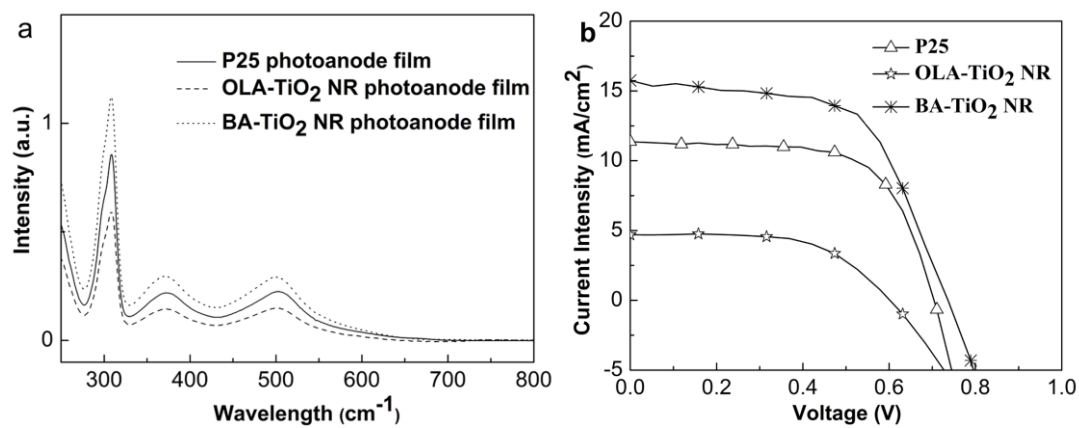 a
P25 photoanode film
OLA-TiO₂ NR photoanode film
BA-TiO₂ NR photoanode film
Intensity (a.u.)
1
0
300 400 500 600 700 800
Wavelength (cm⁻¹)
b
P25
OLA-TiO₂ NR
BA-TiO₂ NR
Current Intensity (mA/cm²)
20
15
10
5
0
-5
0.0 0.2 0.4 0.6 0.8 1.0
Voltage (V)